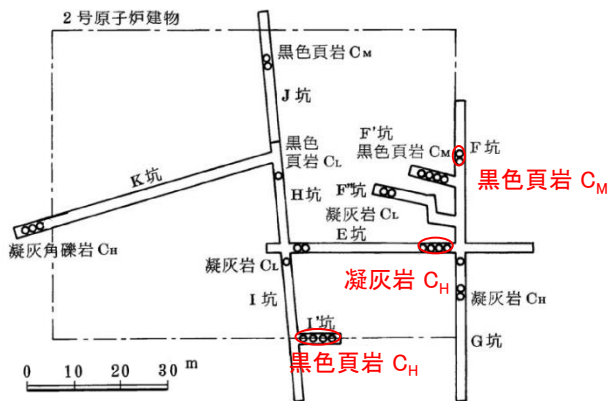 2号原子炉建物
黒色頁岩 CM
J坑
黒色
頁岩 CL
F'坑
黒色頁岩 CM
F坑
黒色頁岩 CM
K坑
H坑
F"坑
凝灰岩 CL
E坑
凝灰角礫岩 CH
凝灰岩 CL
凝灰岩 CH
凝灰岩 CH
I坑
I'坑
黒色頁岩 CH
G坑
0 10 20 30 m